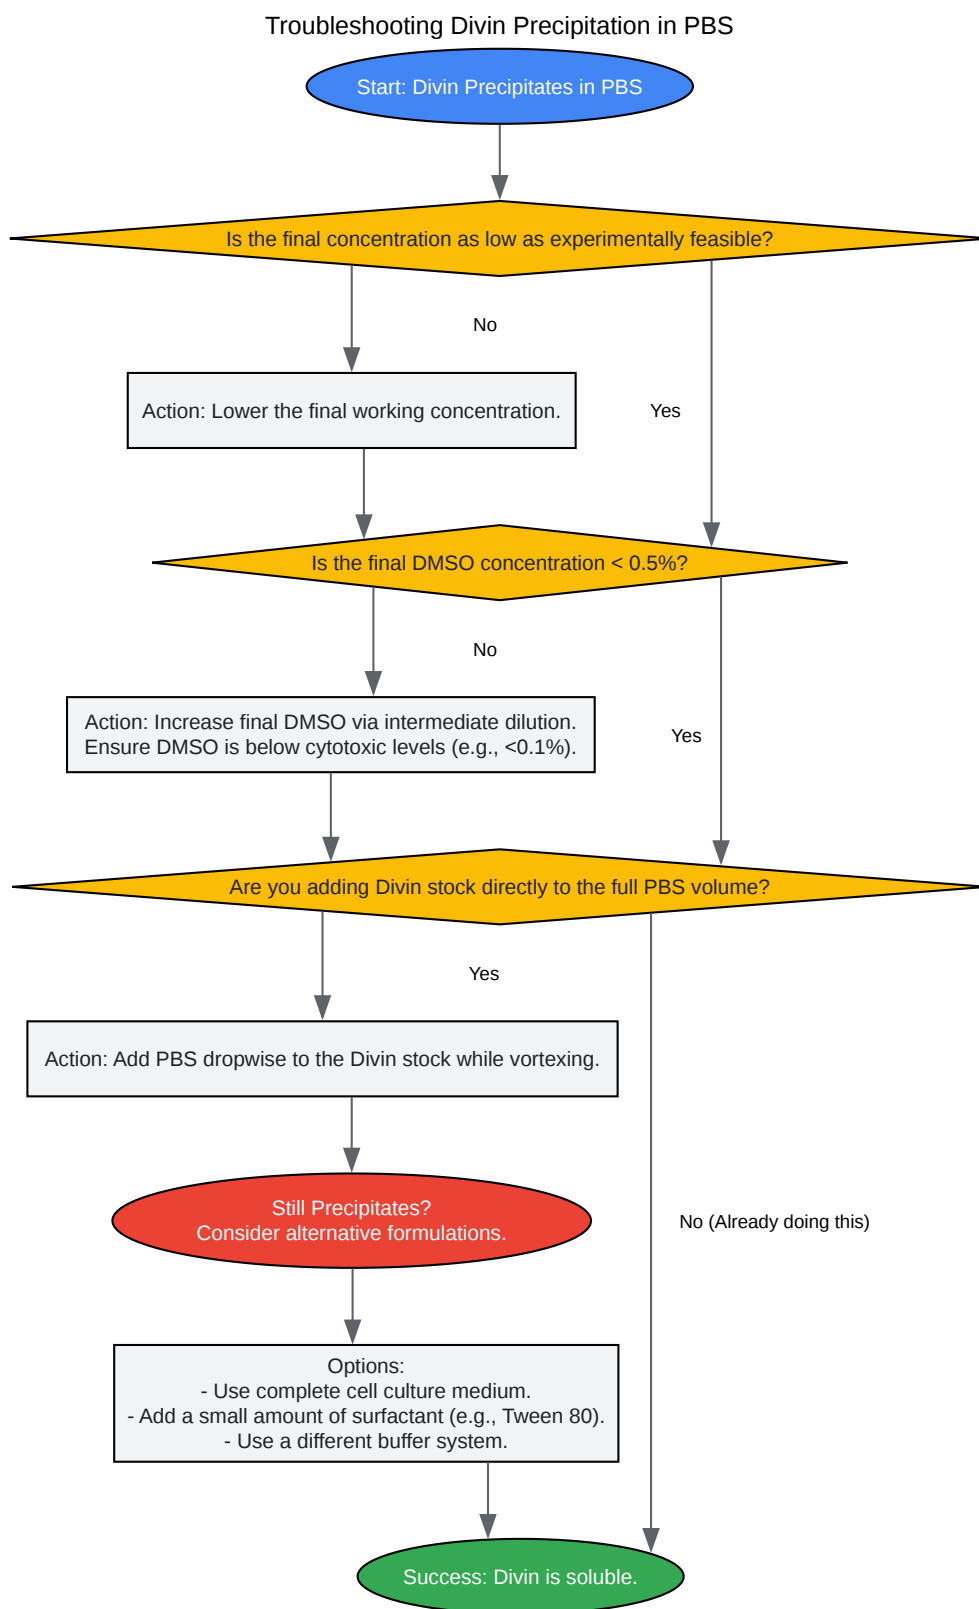 Troubleshooting Divin Precipitation in PBS
Start: Divin Precipitates in PBS
Is the final concentration as low as experimentally feasible?
No
Action: Lower the final working concentration.
Yes
Is the final DMSO concentration < 0.5%?
No
Action: Increase final DMSO via intermediate dilution.
Ensure DMSO is below cytotoxic levels (e.g., <0.1%).
Yes
Are you adding Divin stock directly to the full PBS volume?
Yes
Action: Add PBS dropwise to the Divin stock while vortexing.
Still Precipitates?
Consider alternative formulations.
No (Already doing this)
Options:
- Use complete cell culture medium.
- Add a small amount of surfactant (e.g., Tween 80).
- Use a different buffer system.
Success: Divin is soluble.